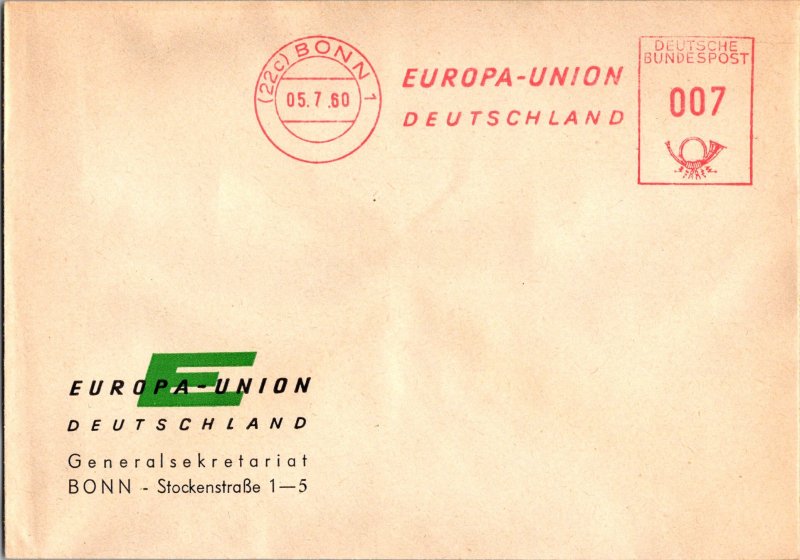 (22c) BONN 1
05.7.60
EUROPA-UNION
DEUTSCHLAND
DEUTSCHE
BUNDESPOST
007
EUROPA-UNION
DEUTSCHLAND
Generalsekretariat
BONN - Stockenstraße 1—5